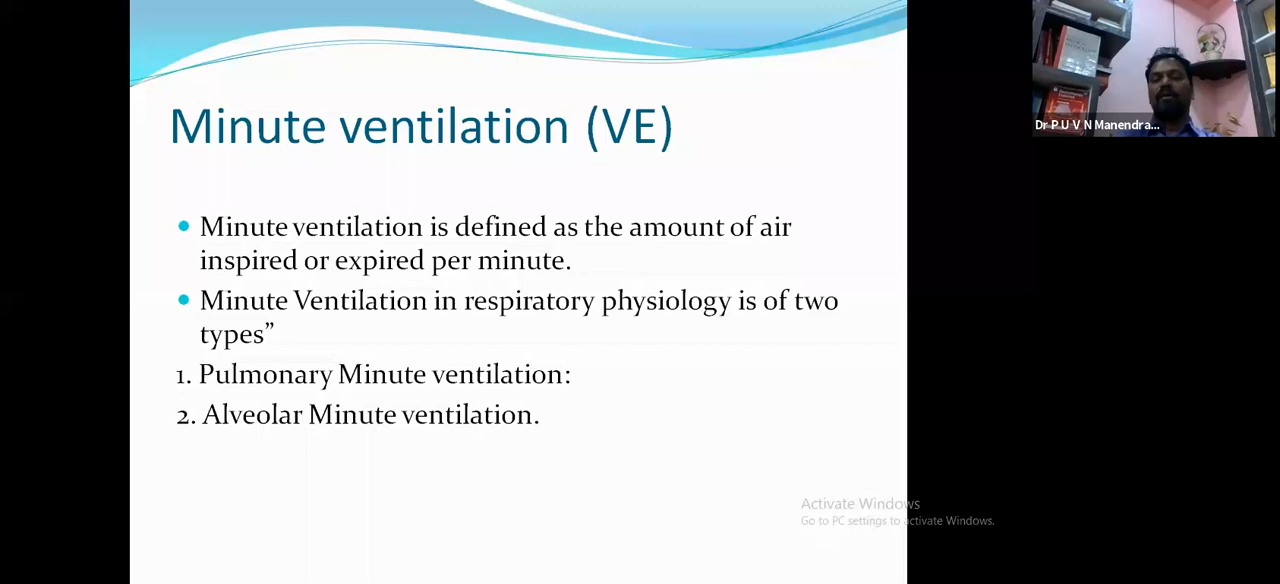 Minute ventilation (VE)
Minute ventilation is defined as the amount of air
inspired or expired per minute.
Minute Ventilation in respiratory physiology is of two
types”
1. Pulmonary Minute ventilation:
2. Alveolar Minute ventilation.
Dr P U V N Manendra...
Activate Windows
Go to PC settings to activate Windows.